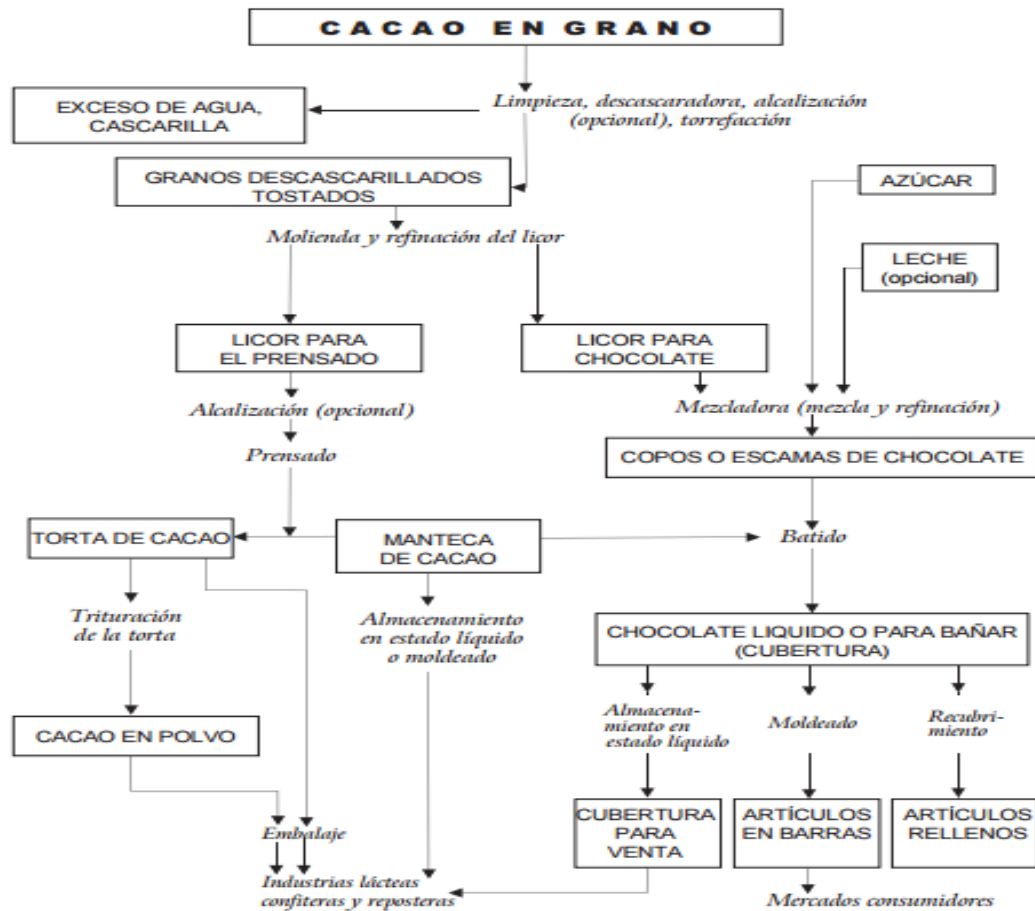 CACAO EN GRANO
Limpieza, descascaradora, alcalización
(opcional), torrefacción
EXCESO DE AGUA,
CASCARILLA
GRANOS DESCASCARILLADOS
TOSTADOS
AZÚCAR
Molienda y refinación del licor
LECHE
(opcional)
LICOR PARA
EL PRENSADO
LICOR PARA
CHOCOLATE
Alcalización (opcional)
Mezcladora (mezcla y refinación)
Prensado
COPOS O ESCAMAS DE CHOCOLATE
TORTA DE CACAO
MANTECA
DE CACAO
Batido
Trituración
de la torta
Almacenamiento
en estado líquido
o moldeado
CHOCOLATE LIQUIDO O PARA BAÑAR
(CUBERTURA)
Almacena-
miento en
estado líquido
Moldeado
Recubri-
miento
CACAO EN POLVO
CUBERTURA
PARA
VENTA
ARTÍCULOS
EN BARRAS
ARTÍCULOS
RELLENOS
Embalaje
Industrias lácteas
confiteras y reposteras
Mercados consumidores